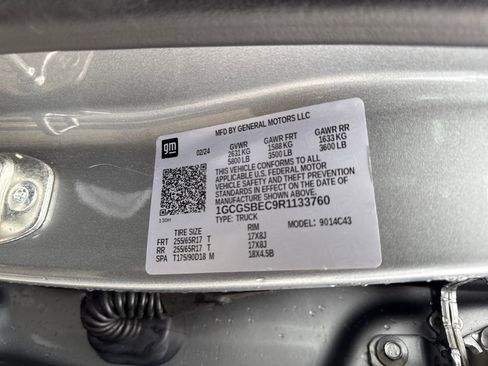 MFD BY GENERAL MOTORS LLC
gm
02/24
GVWR GAWR FRT GAWR RR
2631 KG 1588 KG 1633 KG
5800 LB 3500 LB 3600 LB
THIS VEHICLE CONFORMS TO ALL
APPLICABLE U.S. FEDERAL MOTOR
VEHICLE SAFETY AND THEFT PREVENTION
STANDARDS IN EFFECT ON THE DATE OF
1GCGSBEC9R1133760
TYPE: TRUCK MODEL: 9014C43
TIRE SIZE RIM
FRT 255/65R17 T 17X8J
RR 255/65R17 T 17X8J
SPA T175/90D18 M 18X4.5B